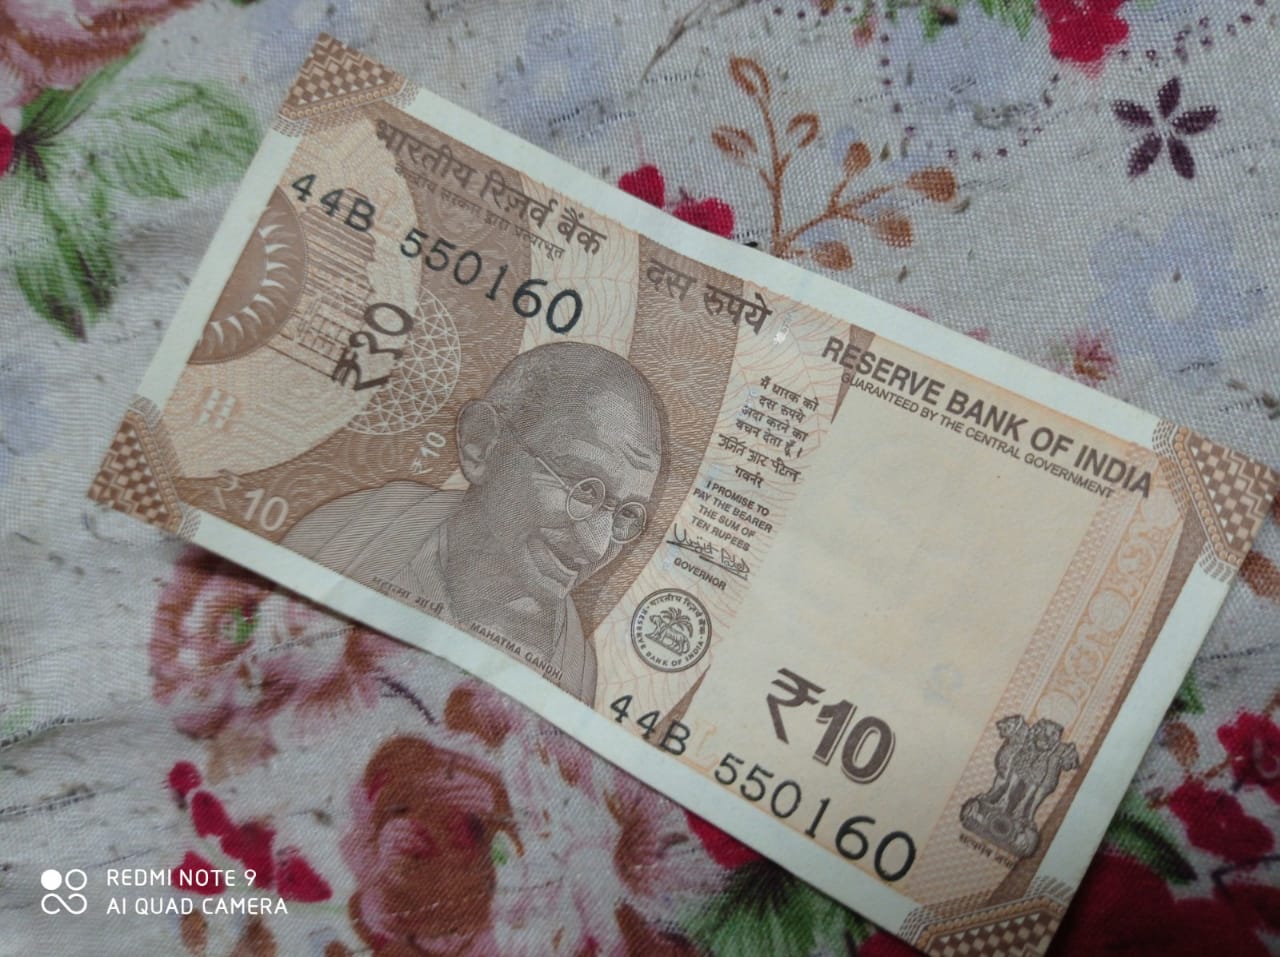 भारतीय रिज़र्व बैंक
केन्द्रीय सरकार द्वारा प्रत्याभूत
44B 550160
₹१०
₹10
₹10
महात्मा गांधी
MAHATMA GANDHI
दस रुपये
मैं धारक को
दस रुपये
अदा करने का
वचन देता हूँ।
उर्जित आर पटेल
गवर्नर
I PROMISE TO
PAY THE BEARER
THE SUM OF
TEN RUPEES
GOVERNOR
भारतीय रिज़र्व बैंक
RESERVE BANK OF INDIA
RESERVE BANK OF INDIA
GUARANTEED BY THE CENTRAL GOVERNMENT
₹10
सत्यमेव जयते
44B 550160
REDMI NOTE 9
AI QUAD CAMERA